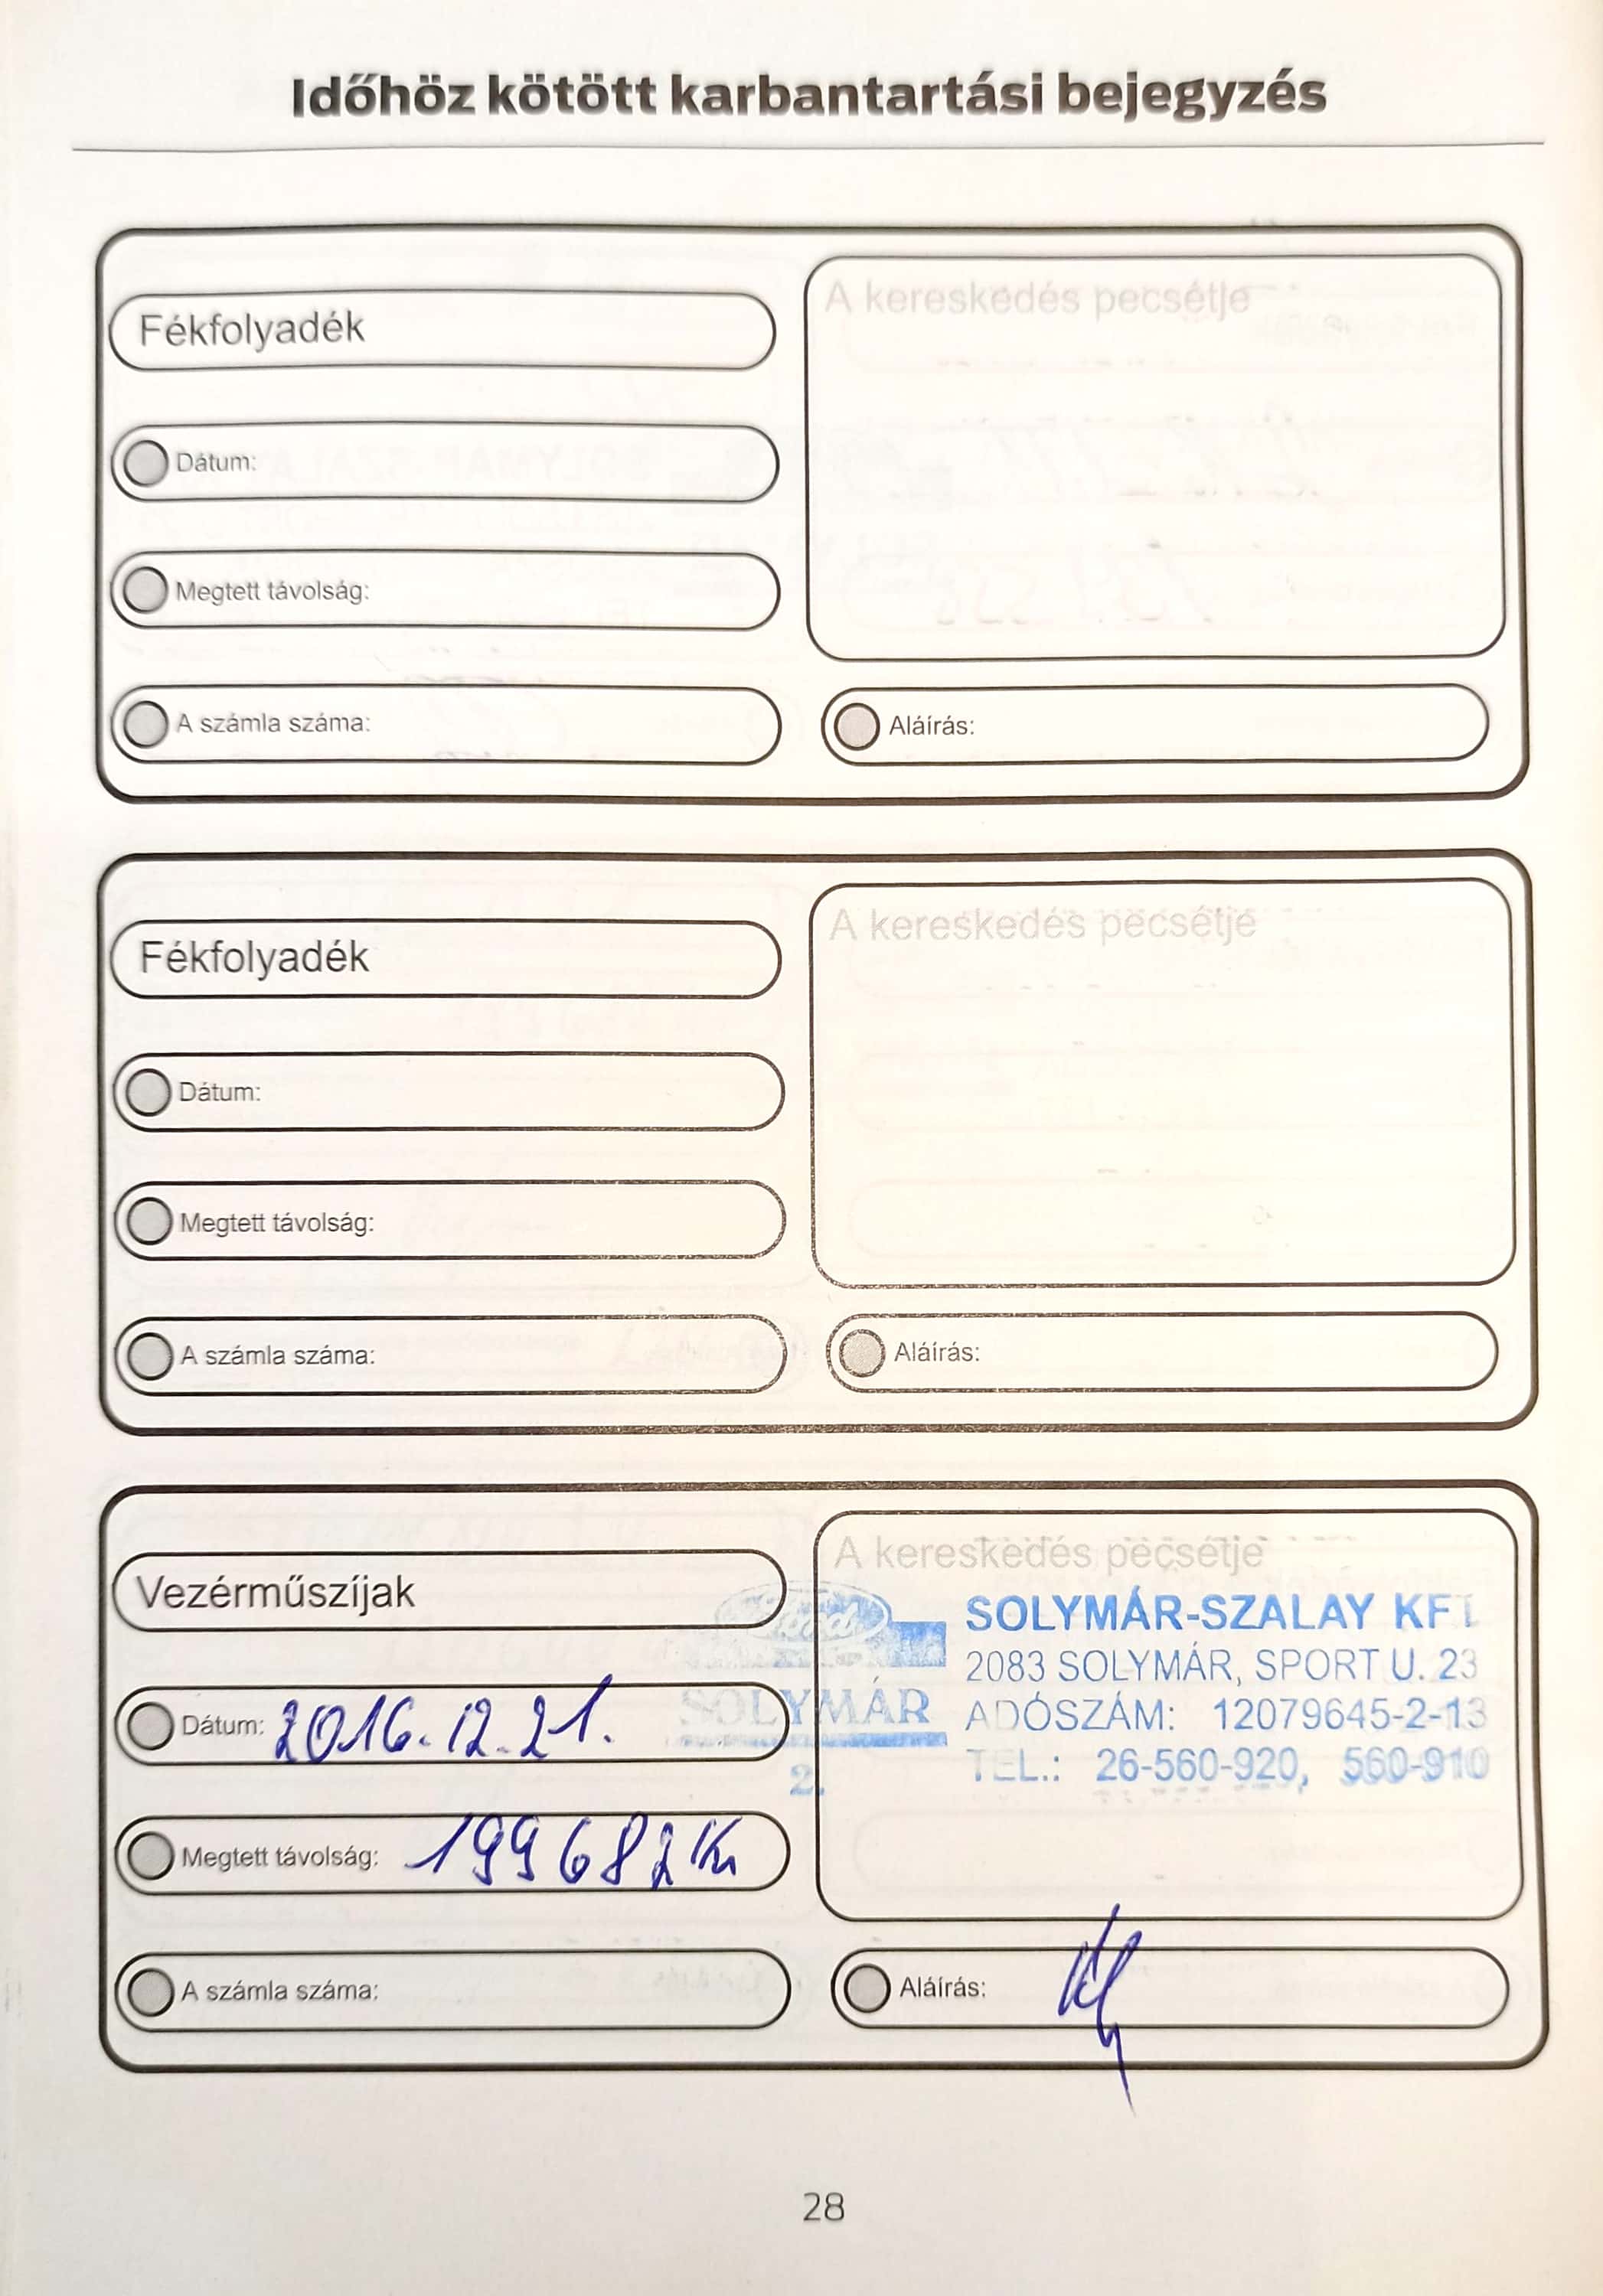 Időhöz kötött karbantartási bejegyzés
Fékfolyadék
A kereskedés pecsétje
Dátum:
Megtett távolság:
A számla száma:
Aláírás:
Fékfolyadék
A kereskedés pecsétje
Dátum:
Megtett távolság:
A számla száma:
Aláírás:
Vezérműszíjak
A kereskedés pecsétje
Ford
SOLYMÁR
2.
SOLYMÁR-SZALAY KFT
2083 SOLYMÁR, SPORT U. 23
ADÓSZÁM: 12079645-2-13
TEL.: 26-560-920, 560-910
Dátum: 2016.12.21.
Megtett távolság: 199682 Km
A számla száma:
Aláírás:
28